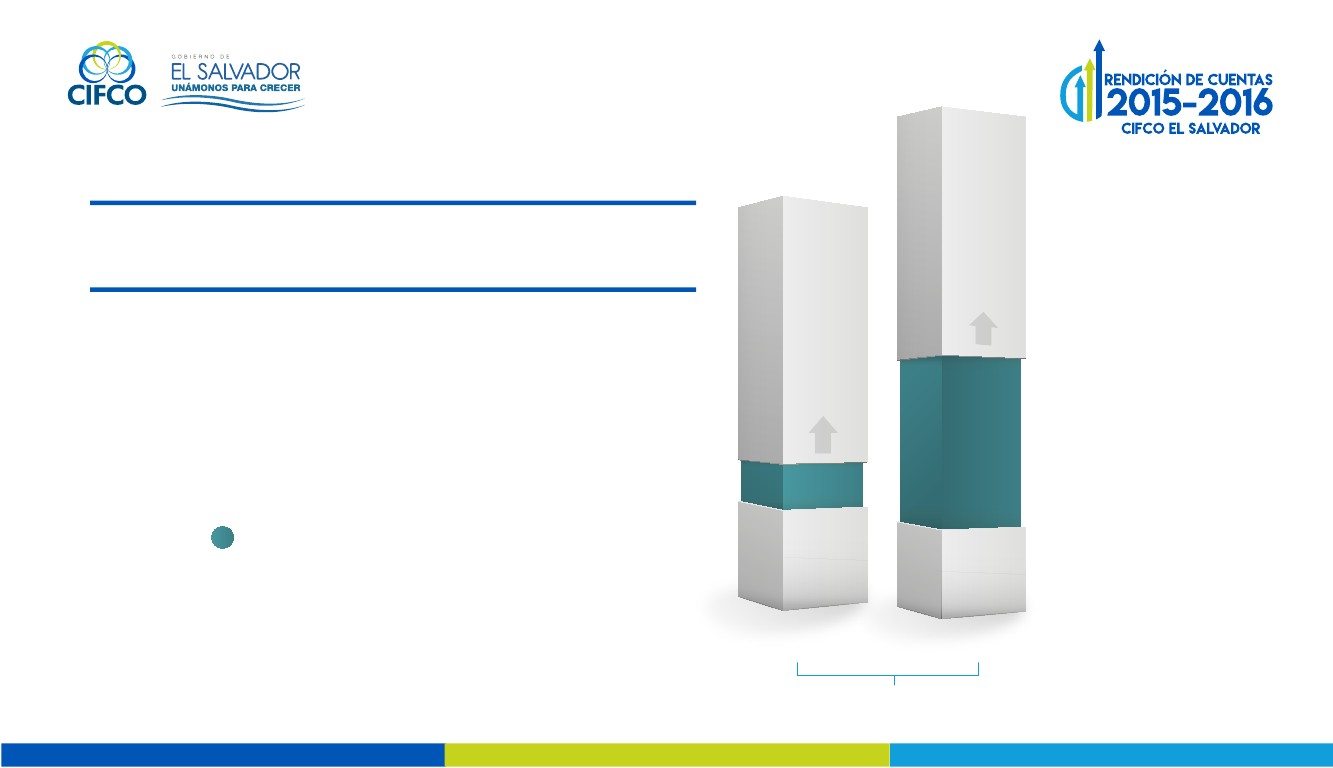 CIFCO
GOBIERNO DE
EL SALVADOR
UNÁMONOS PARA CRECER
RENDICIÓN DE CUENTAS
2015-2016
CIFCO EL SALVADOR